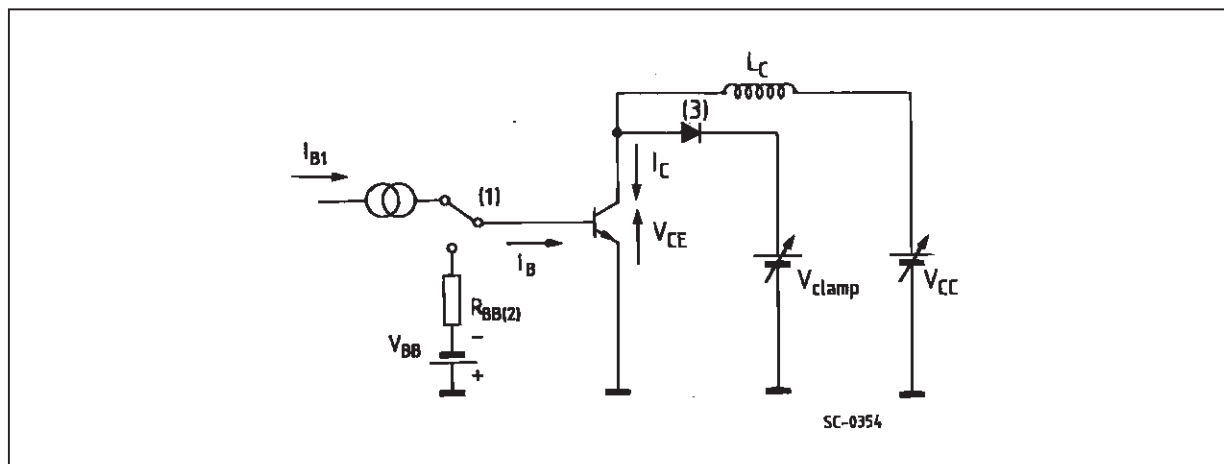 L_C
(3)
I_B1
(1)
I_C
V_CE
i_B
R_BB(2)
V_BB
-
+
V_clamp
V_CC
SC-0354